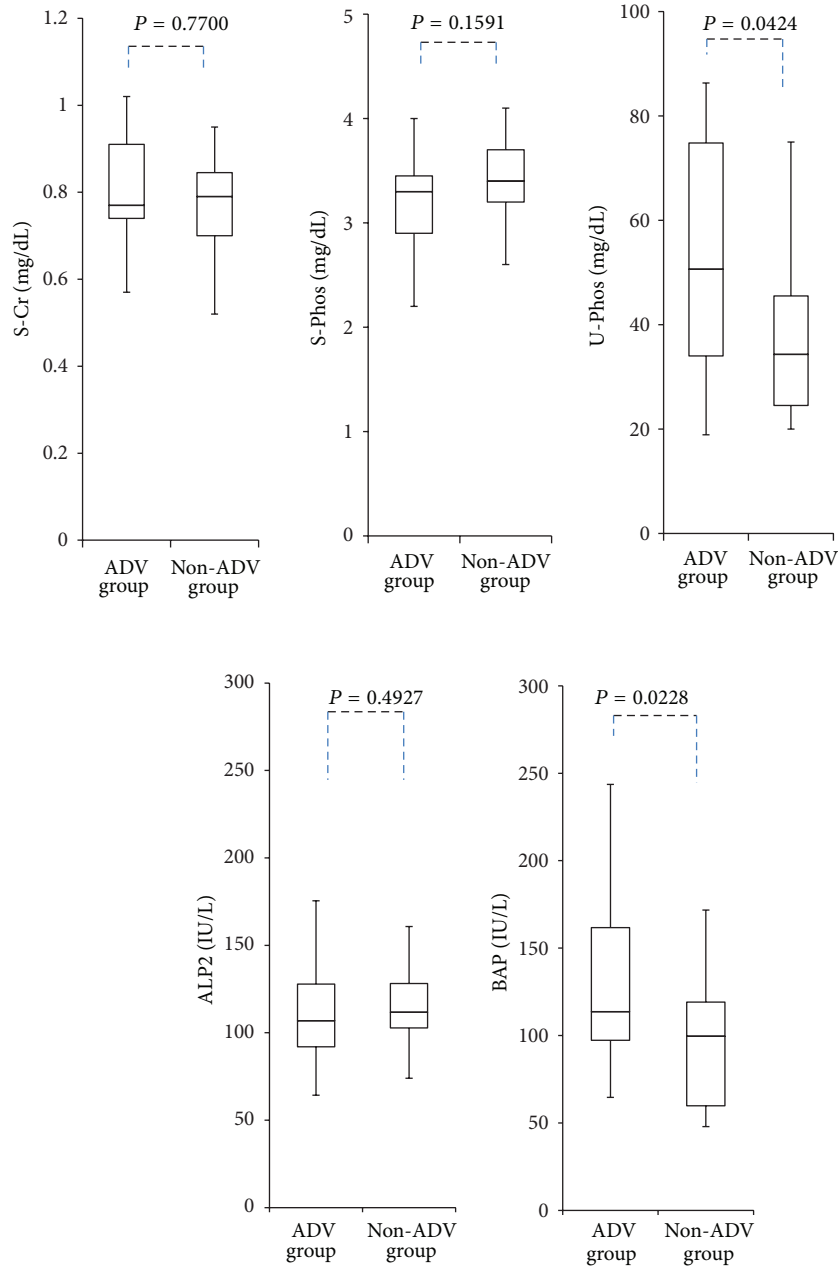 P = 0.7700
S-Cr (mg/dL)
1.2
1
0.8
0.6
0.4
0.2
0
ADV
group
Non-ADV
group
P = 0.1591
S-Phos (mg/dL)
5
4
3
2
1
0
ADV
group
Non-ADV
group
P = 0.0424
U-Phos (mg/dL)
100
80
60
40
20
0
ADV
group
Non-ADV
group
P = 0.4927
ALP2 (IU/L)
300
250
200
150
100
50
0
ADV
group
Non-ADV
group
P = 0.0228
BAP (IU/L)
300
250
200
150
100
50
0
ADV
group
Non-ADV
group